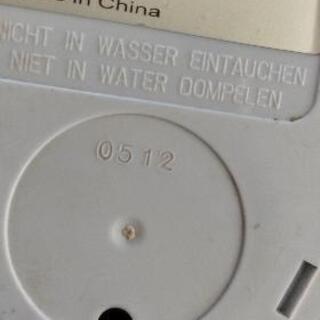 in China
NICHT IN WASSER EINTAUCHEN
NIET IN WATER DOMPELEN
0512